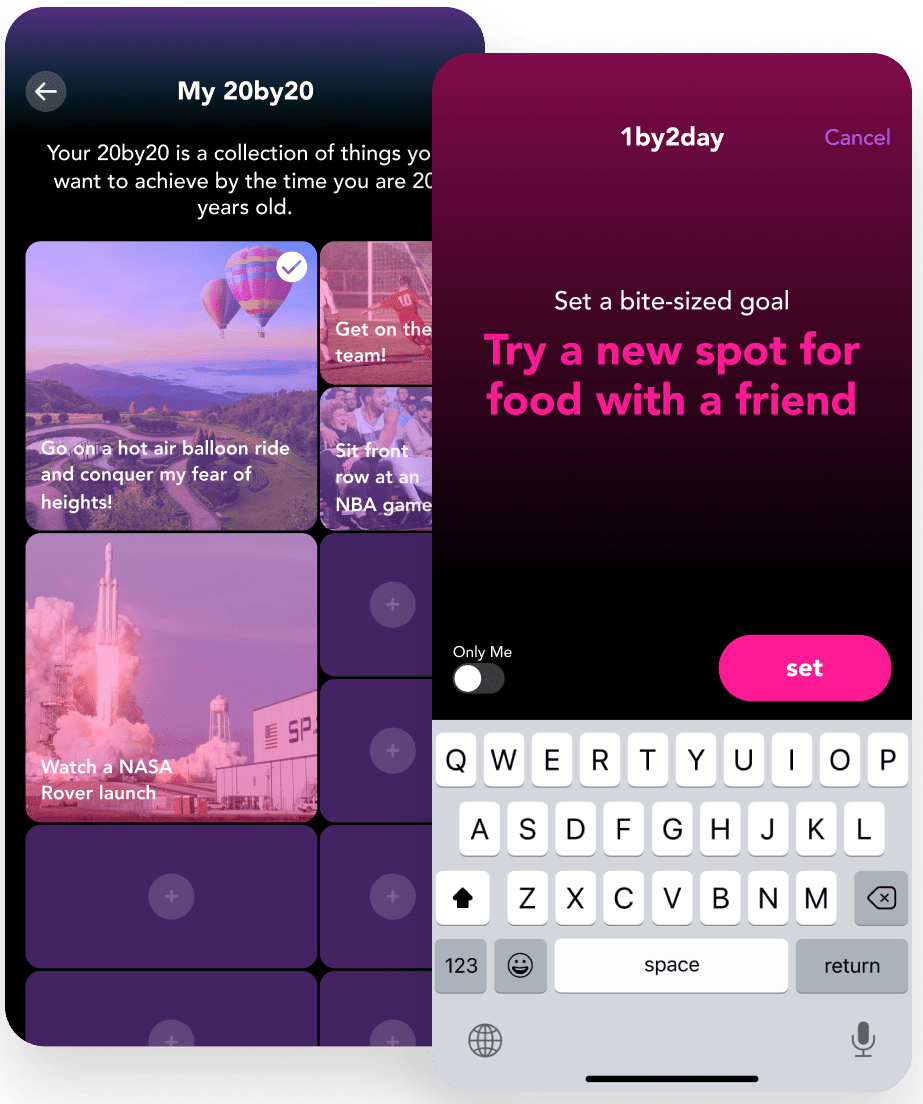 My 20by20
Your 20by20 is a collection of things yo
want to achieve by the time you are 20
years old.
Go on a hot air balloon ride
and conquer my fear of
heights!
10
Get on the
team!
Sit front
row at an
NBA game
SPA
Watch a NASA
Rover launch
1by2day
Cancel
Set a bite-sized goal
Try a new spot for
food with a friend
Only Me
set
Q W E R T Y U I O P
A S D F G H J K L
Z X C V B N M
123 space return